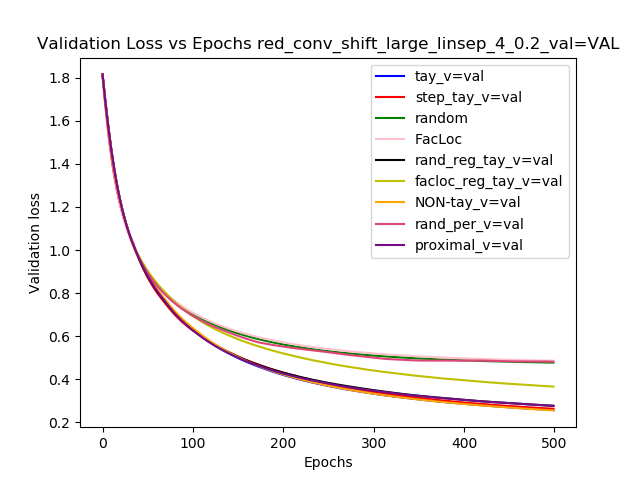 Validation Loss vs Epochs red_conv_shift_large_linsep_4_0.2_val=VAL
tay_v=val
step_tay_v=val
random
FacLoc
rand_reg_tay_v=val
facloc_reg_tay_v=val
NON-tay_v=val
rand_per_v=val
proximal_v=val
Validation loss
1.8
1.6
1.4
1.2
1.0
0.8
0.6
0.4
0.2
0
100
200
300
400
500
Epochs